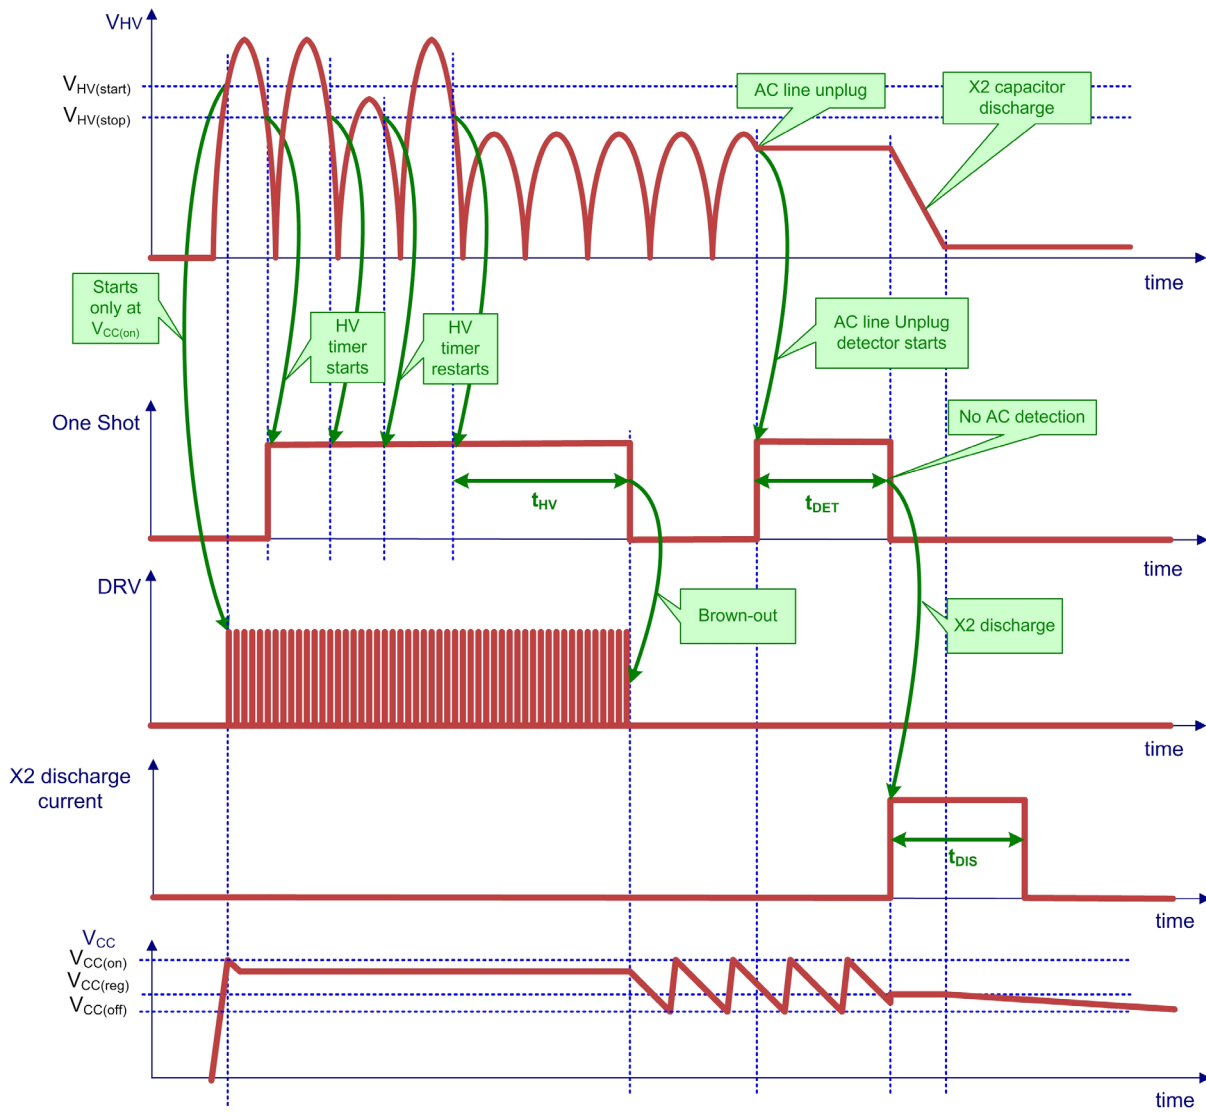 VHV
VHV(start)
VHV(stop)
AC line unplug
X2 capacitor
discharge
time
Starts
only at
VCC(on)
HV
timer
starts
HV
timer
restarts
AC line Unplug
detector starts
One Shot
No AC detection
tHV
tDET
time
DRV
Brown-out
X2 discharge
time
X2 discharge
current
tDIS
time
VCC
VCC(on)
VCC(reg)
VCC(off)
time